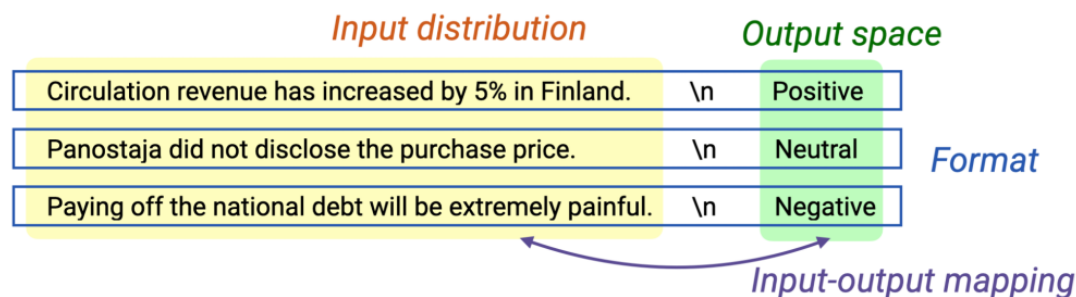 Input distribution Output space
Circulation revenue has increased by 5% in Finland. \n Positive
Panostaja did not disclose the purchase price. \n Neutral
Format
Paying off the national debt will be extremely painful. \n Negative
Input-output mapping